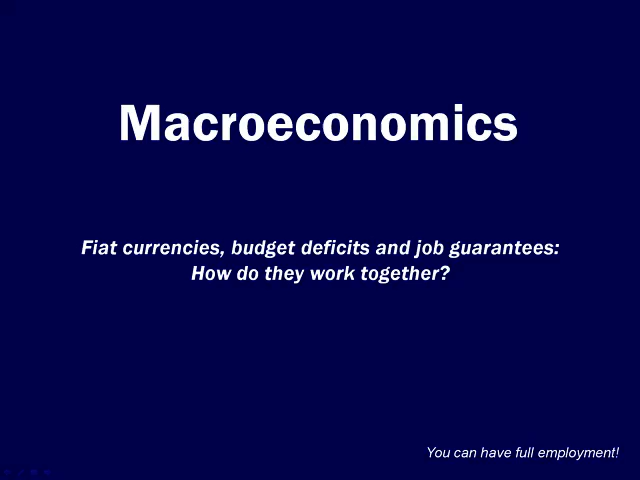 Macroeconomics
Fiat currencies, budget deficits and job guarantees:
How do they work together?
You can have full employment!